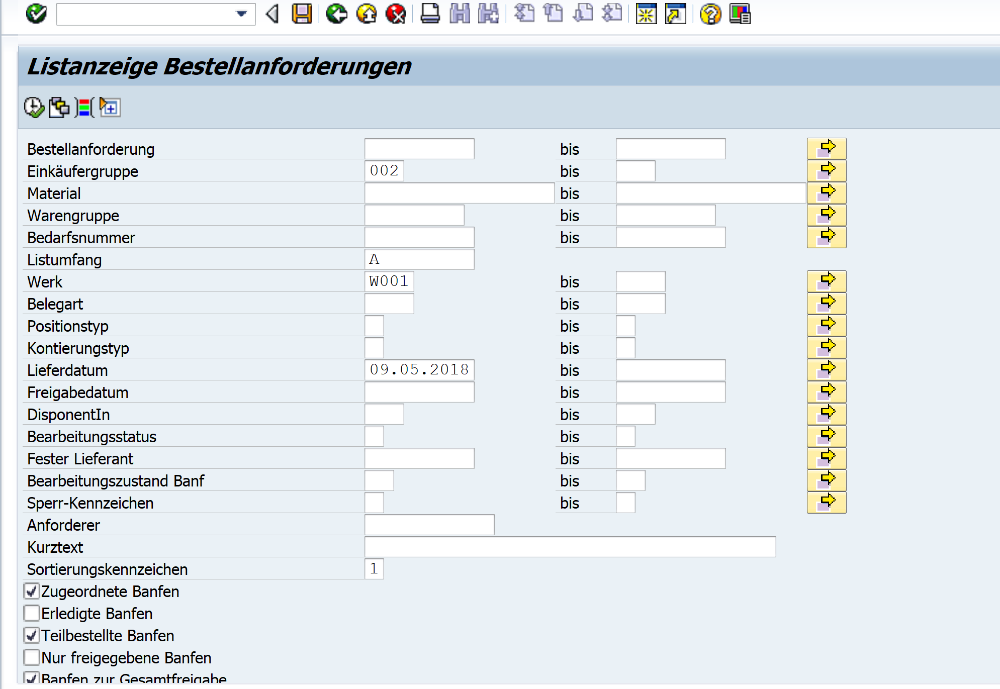 Listanzeige Bestellanforderungen
Bestellanforderung bis
Einkäufergruppe 002 bis
Material bis
Warengruppe bis
Bedarfsnummer bis
Listumfang A
Werk W001 bis
Belegart bis
Positionstyp bis
Kontierungstyp bis
Lieferdatum 09.05.2018 bis
Freigabedatum bis
DisponentIn bis
Bearbeitungsstatus bis
Fester Lieferant bis
Bearbeitungszustand Banf bis
Sperr-Kennzeichen bis
Anforderer
Kurztext
Sortierungskennzeichen 1
Zugeordnete Banfen
Erledigte Banfen
Teilbestellte Banfen
Nur freigegebene Banfen
Banfen zur Gesamtfreigabe